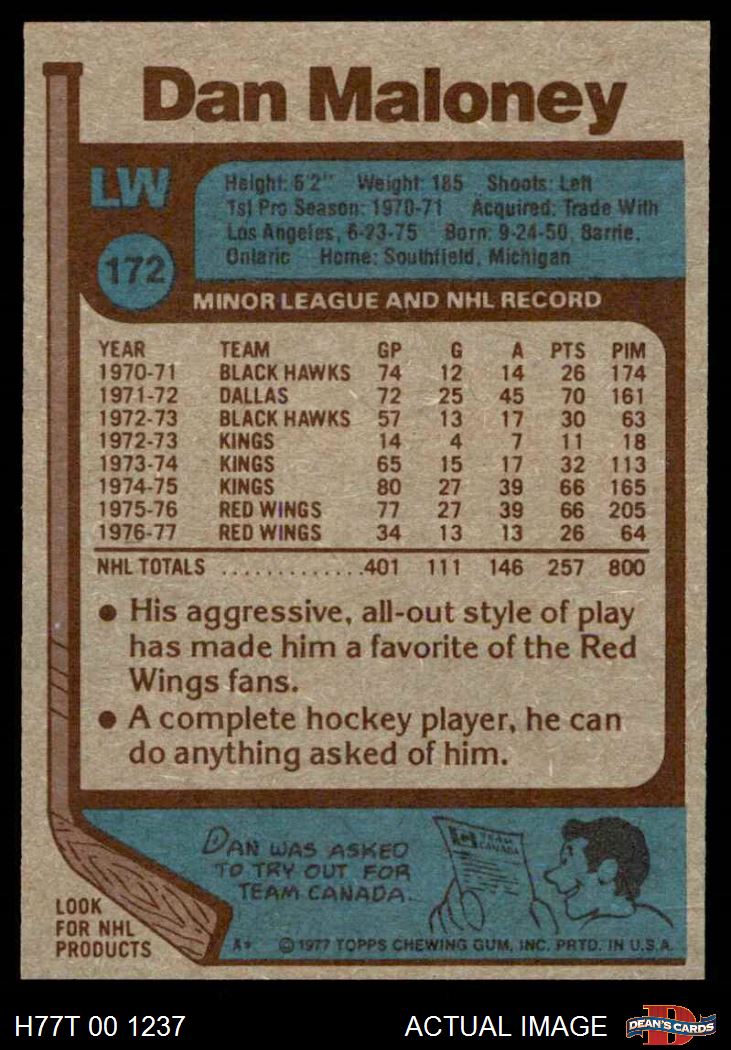 Dan Maloney
LW
172
Height: 6'2" Weight: 185 Shoots: Left
1st Pro Season: 1970-71 Acquired: Trade With
Los Angeles, 6-23-75 Born: 9-24-50, Barrie,
Ontario Home: Southfield, Michigan
MINOR LEAGUE AND NHL RECORD
YEAR TEAM GP G A PTS PIM
1970-71 BLACK HAWKS 74 12 14 26 174
1971-72 DALLAS 72 25 45 70 161
1972-73 BLACK HAWKS 57 13 17 30 63
1972-73 KINGS 14 4 7 11 18
1973-74 KINGS 65 15 17 32 113
1974-75 KINGS 80 27 39 66 165
1975-76 RED WINGS 77 27 39 66 205
1976-77 RED WINGS 34 13 13 26 64
NHL TOTALS .............401 111 146 257 800
● His aggressive, all-out style of play
has made him a favorite of the Red
Wings fans.
● A complete hockey player, he can
do anything asked of him.
DAN WAS ASKED
TO TRY OUT FOR
TEAM CANADA.
TEAM
CANADA
LOOK
FOR NHL
PRODUCTS
A* ©1977 TOPPS CHEWING GUM, INC. PRTD. IN U.S.A.
H77T 00 1237 ACTUAL IMAGE
D
DEAN'S CARDS